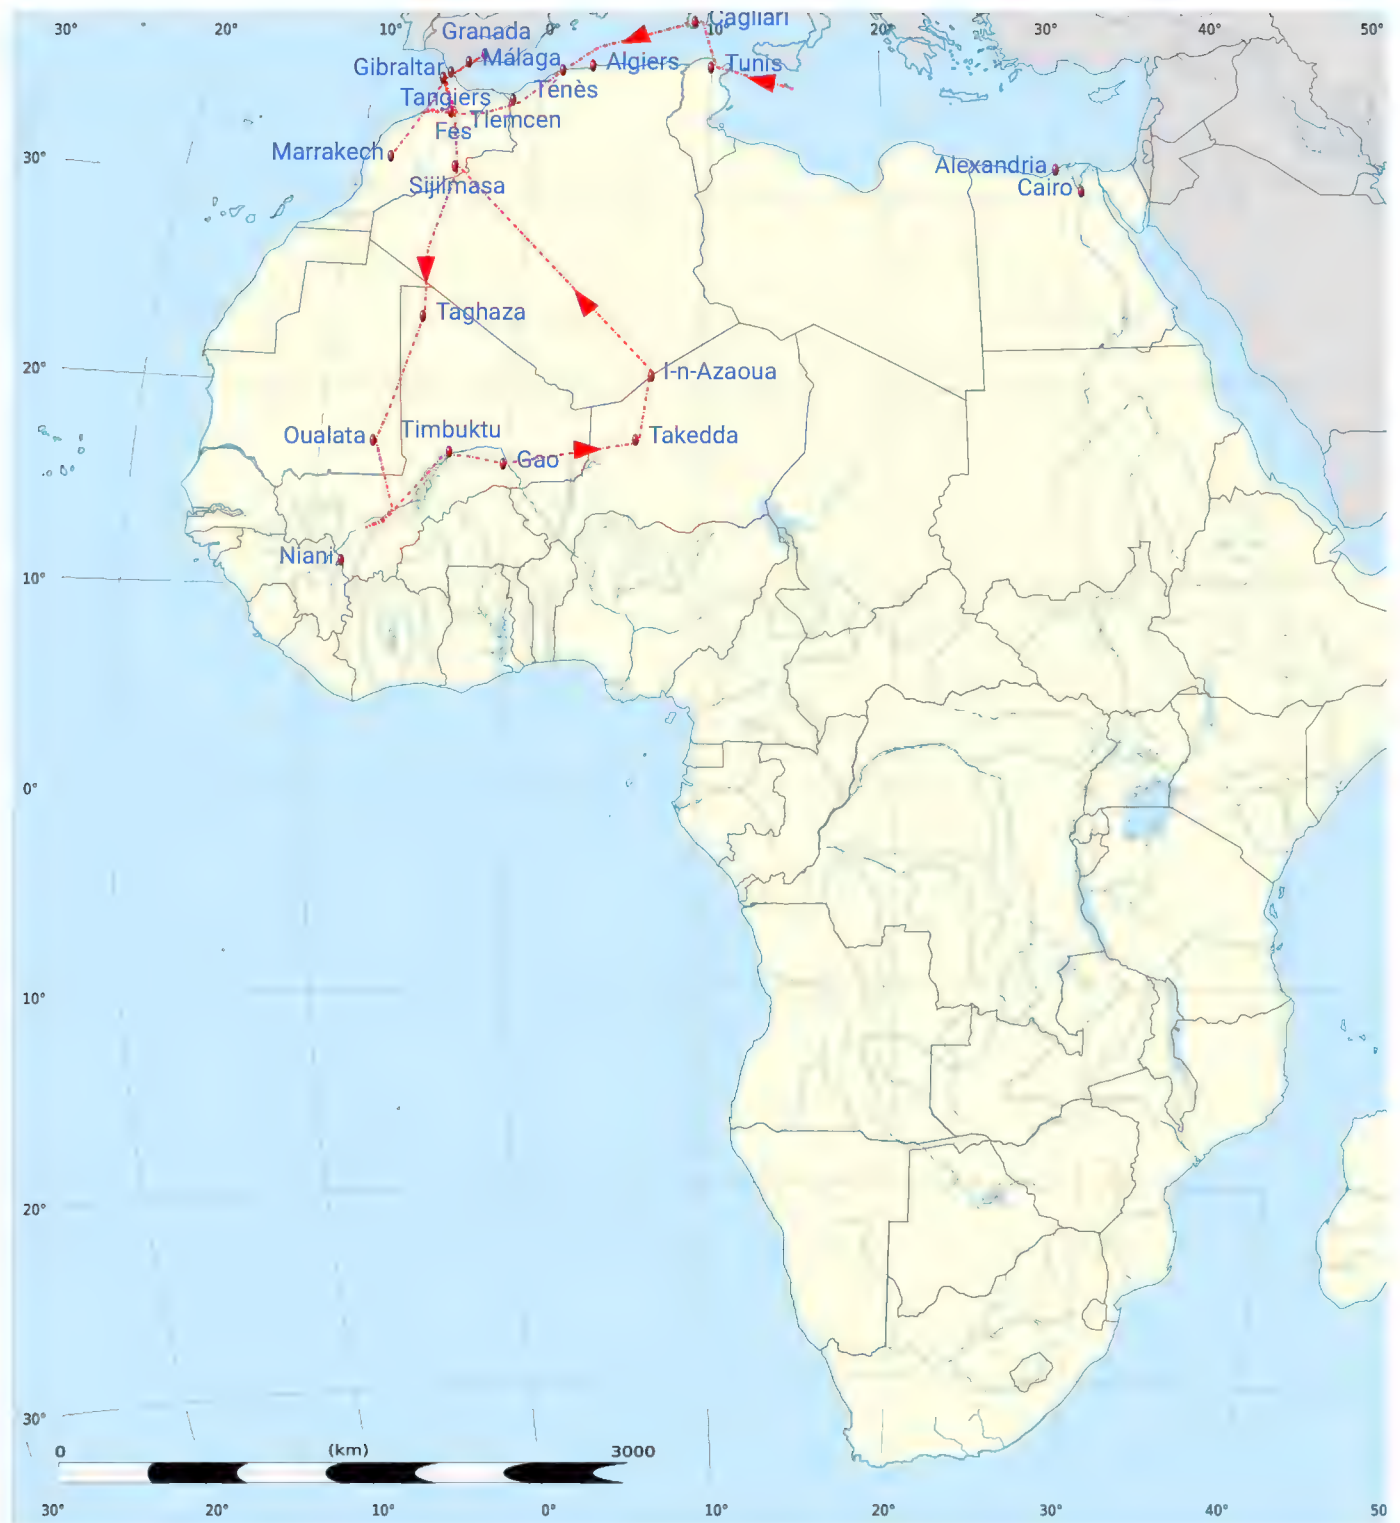 30° 20° 10° 0° 10° 20° 30° 40° 50°
Cagliari
Granada
Málaga
Gibraltar
Algiers
Tunis
Tangiers
Ténès
Tlemcen
Fes
Marrakech
30°
Alexandria
Cairo
Sijilmasa
Taghaza
20°
I-n-Azaoua
Oualata
Timbuktu
Takedda
Gao
Niani
10°
0°
10°
20°
30°
0 (km) 3000
30° 20° 10° 0° 10° 20° 30° 40° 50